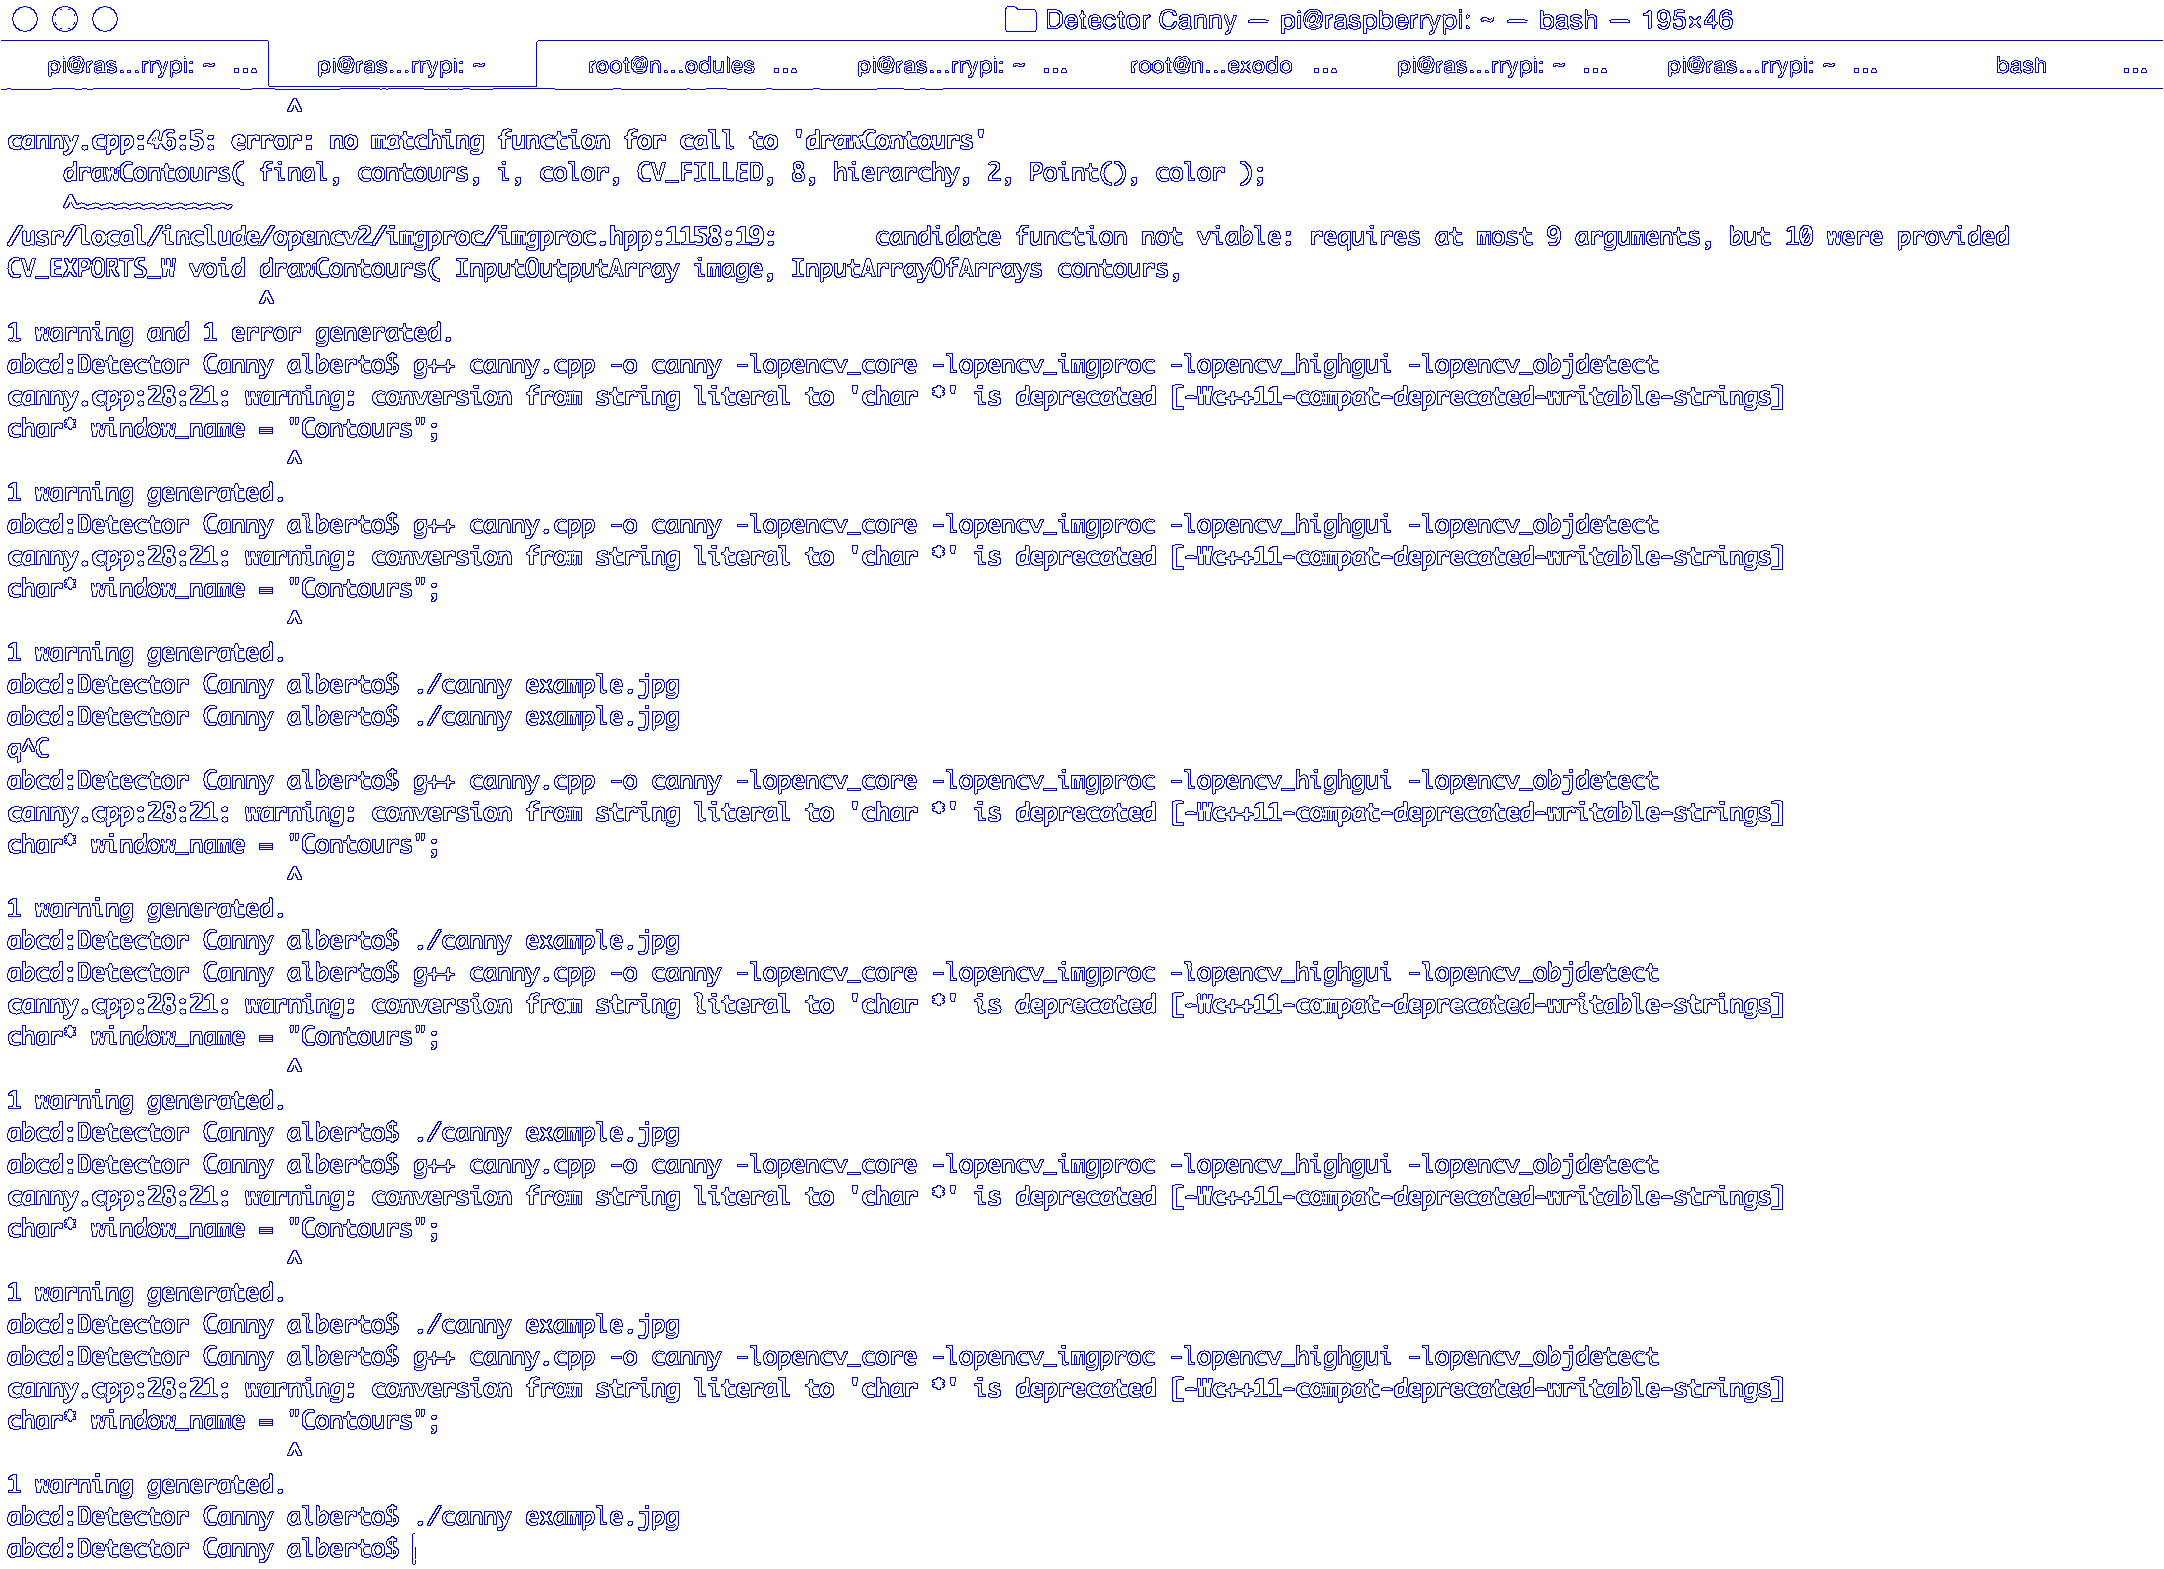 Detector Canny — pi@raspberrypi: ~ — bash — 195×46
pi@ras...rrypi: ~ ... pi@ras...rrypi: ~ root@n...odules ... pi@ras...rrypi: ~ ... root@n...exodo ... pi@ras...rrypi: ~ ... pi@ras...rrypi: ~ ... bash ...
                    ^
canny.cpp:46:5: error: no matching function for call to 'drawContours'
    drawContours( final, contours, i, color, CV_FILLED, 8, hierarchy, 2, Point(), color );
    ^~~~~~~~~~~~
/usr/local/include/opencv2/imgproc/imgproc.hpp:1158:19:       candidate function not viable: requires at most 9 arguments, but 10 were provided
CV_EXPORTS_W void drawContours( InputOutputArray image, InputArrayOfArrays contours,
                  ^
1 warning and 1 error generated.
abcd:Detector Canny alberto$ g++ canny.cpp -o canny -lopencv_core -lopencv_imgproc -lopencv_highgui -lopencv_objdetect
canny.cpp:28:21: warning: conversion from string literal to 'char *' is deprecated [-Wc++11-compat-deprecated-writable-strings]
char* window_name = "Contours";
                    ^
1 warning generated.
abcd:Detector Canny alberto$ g++ canny.cpp -o canny -lopencv_core -lopencv_imgproc -lopencv_highgui -lopencv_objdetect
canny.cpp:28:21: warning: conversion from string literal to 'char *' is deprecated [-Wc++11-compat-deprecated-writable-strings]
char* window_name = "Contours";
                    ^
1 warning generated.
abcd:Detector Canny alberto$ ./canny example.jpg
abcd:Detector Canny alberto$ ./canny example.jpg
q^C
abcd:Detector Canny alberto$ g++ canny.cpp -o canny -lopencv_core -lopencv_imgproc -lopencv_highgui -lopencv_objdetect
canny.cpp:28:21: warning: conversion from string literal to 'char *' is deprecated [-Wc++11-compat-deprecated-writable-strings]
char* window_name = "Contours";
                    ^
1 warning generated.
abcd:Detector Canny alberto$ ./canny example.jpg
abcd:Detector Canny alberto$ g++ canny.cpp -o canny -lopencv_core -lopencv_imgproc -lopencv_highgui -lopencv_objdetect
canny.cpp:28:21: warning: conversion from string literal to 'char *' is deprecated [-Wc++11-compat-deprecated-writable-strings]
char* window_name = "Contours";
                    ^
1 warning generated.
abcd:Detector Canny alberto$ ./canny example.jpg
abcd:Detector Canny alberto$ g++ canny.cpp -o canny -lopencv_core -lopencv_imgproc -lopencv_highgui -lopencv_objdetect
canny.cpp:28:21: warning: conversion from string literal to 'char *' is deprecated [-Wc++11-compat-deprecated-writable-strings]
char* window_name = "Contours";
                    ^
1 warning generated.
abcd:Detector Canny alberto$ ./canny example.jpg
abcd:Detector Canny alberto$ g++ canny.cpp -o canny -lopencv_core -lopencv_imgproc -lopencv_highgui -lopencv_objdetect
canny.cpp:28:21: warning: conversion from string literal to 'char *' is deprecated [-Wc++11-compat-deprecated-writable-strings]
char* window_name = "Contours";
                    ^
1 warning generated.
abcd:Detector Canny alberto$ ./canny example.jpg
abcd:Detector Canny alberto$